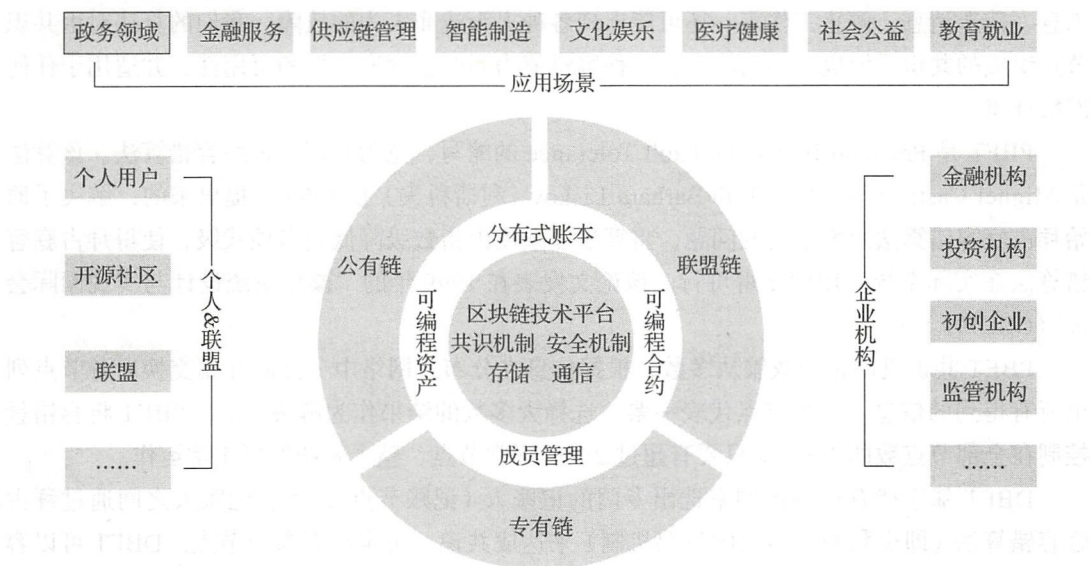 政务领域 金融服务 供应链管理 智能制造 文化娱乐 医疗健康 社会公益 教育就业
应用场景
个人用户
开源社区
联盟
……
个人&联盟
公有链
联盟链
专有链
分布式账本
可编程资产
可编程合约
成员管理
区块链技术平台
共识机制 安全机制
存储 通信
企业机构
金融机构
投资机构
初创企业
监管机构
……